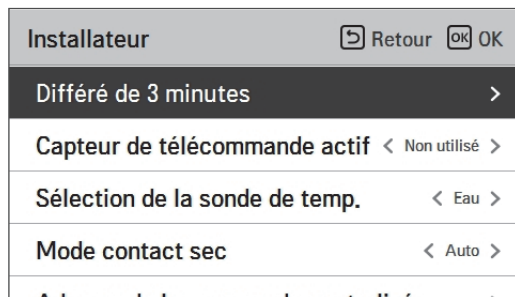 Installateur Retour OK OK
Différé de 3 minutes >
Capteur de télécommande actif < Non utilisé >
Sélection de la sonde de temp. < Eau >
Mode contact sec < Auto >